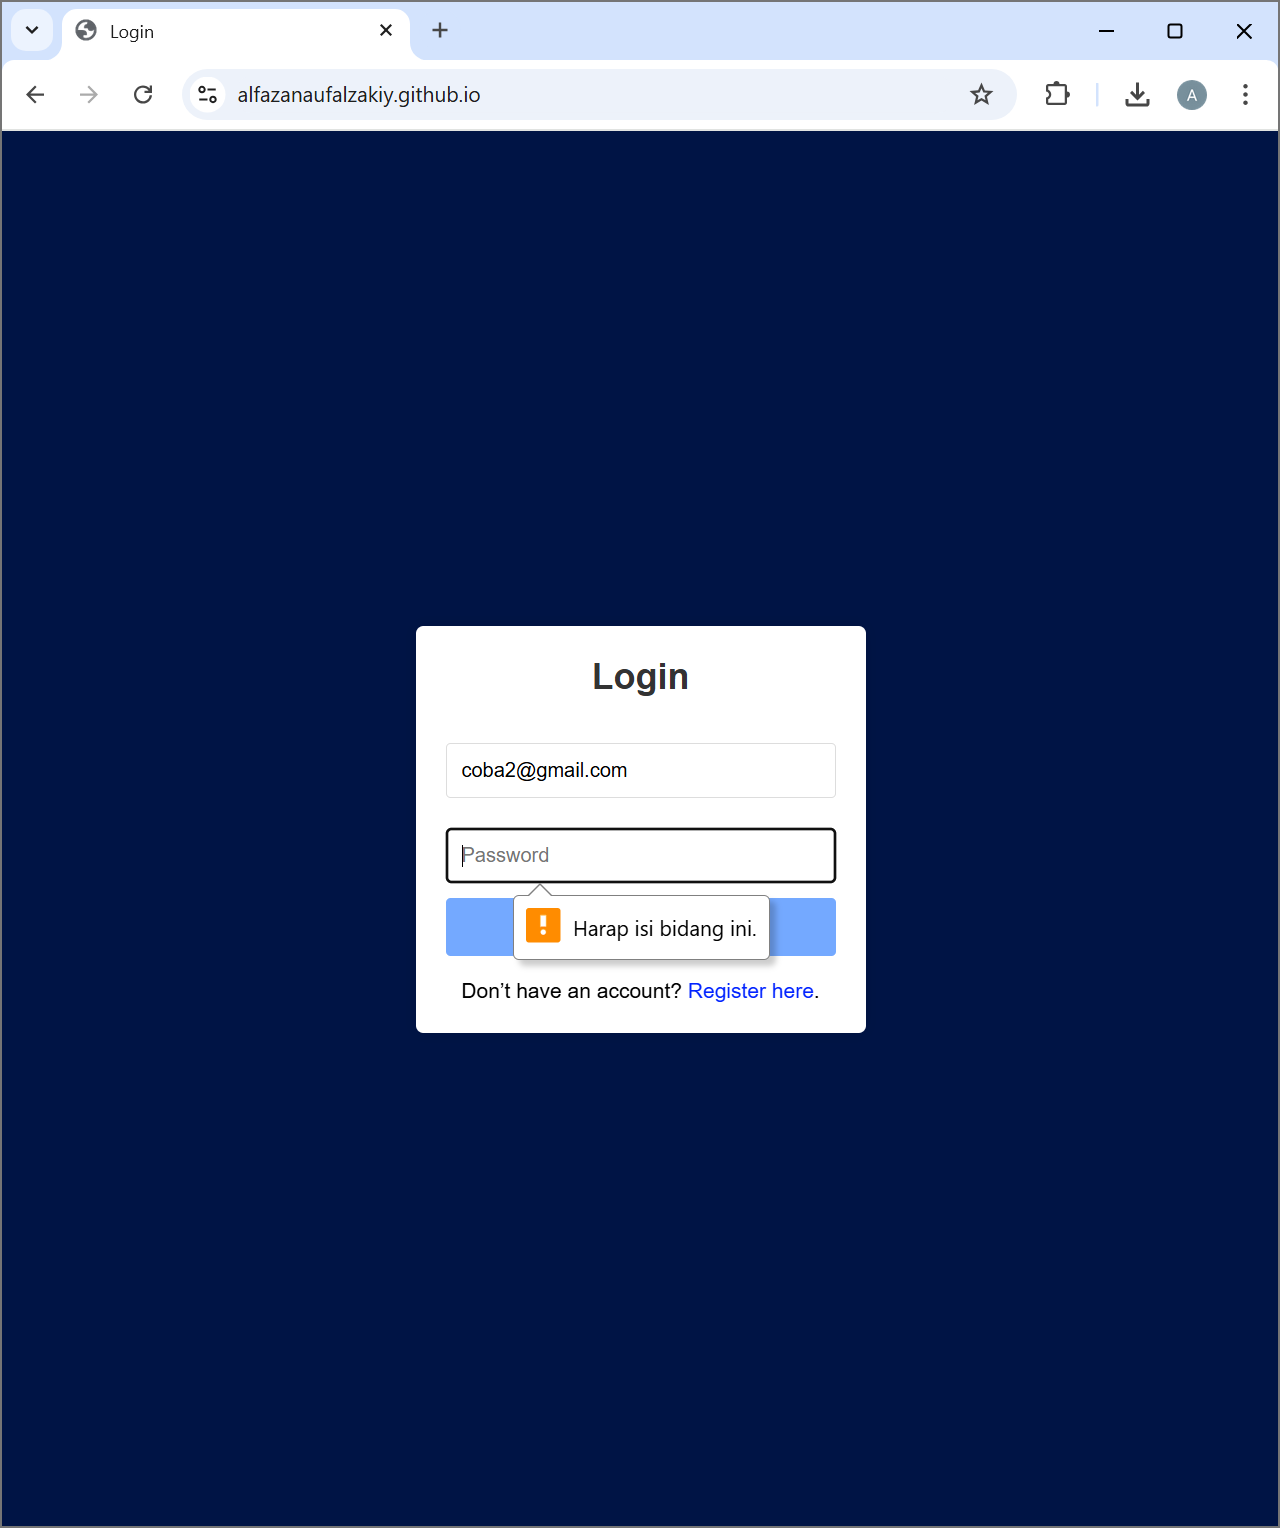 Login
alfazanaufalzakiy.github.io
A
Login
coba2@gmail.com
Password
Harap isi bidang ini.
Don’t have an account? Register here.